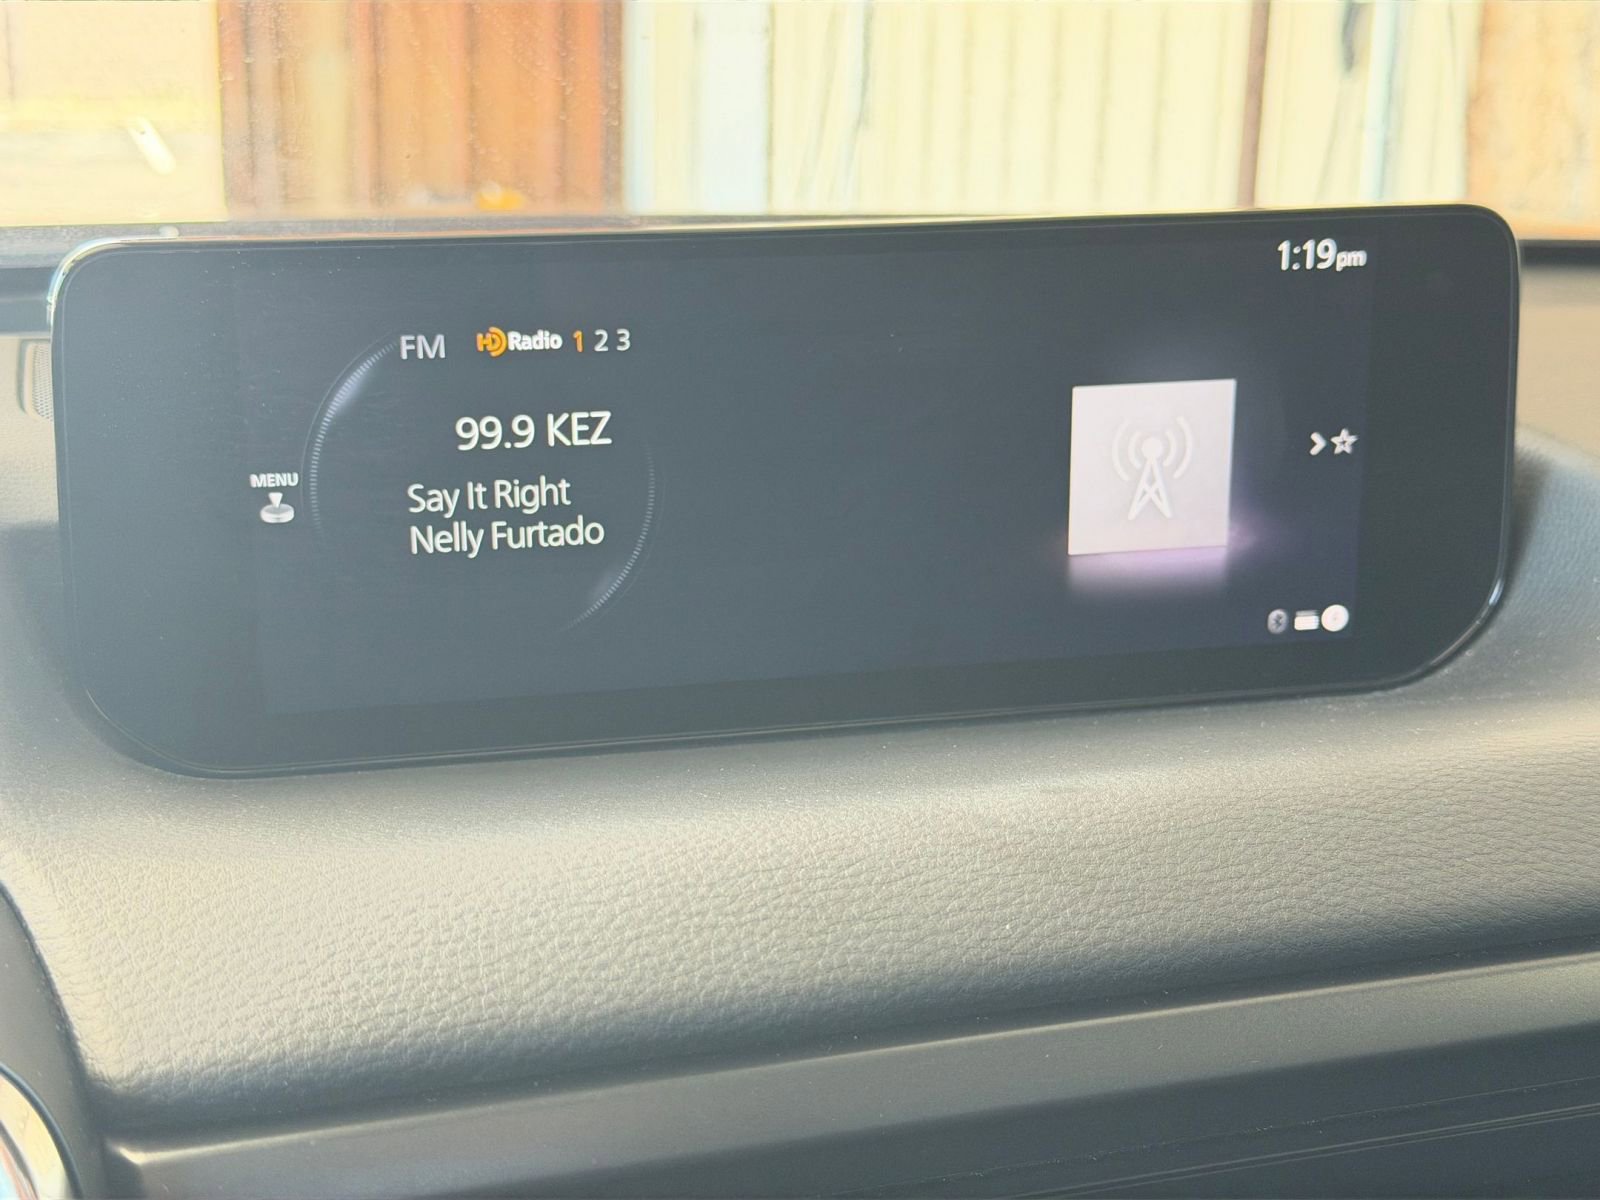 1:19pm
FM HD Radio 1 2 3
99.9 KEZ
MENU
Say It Right
Nelly Furtado